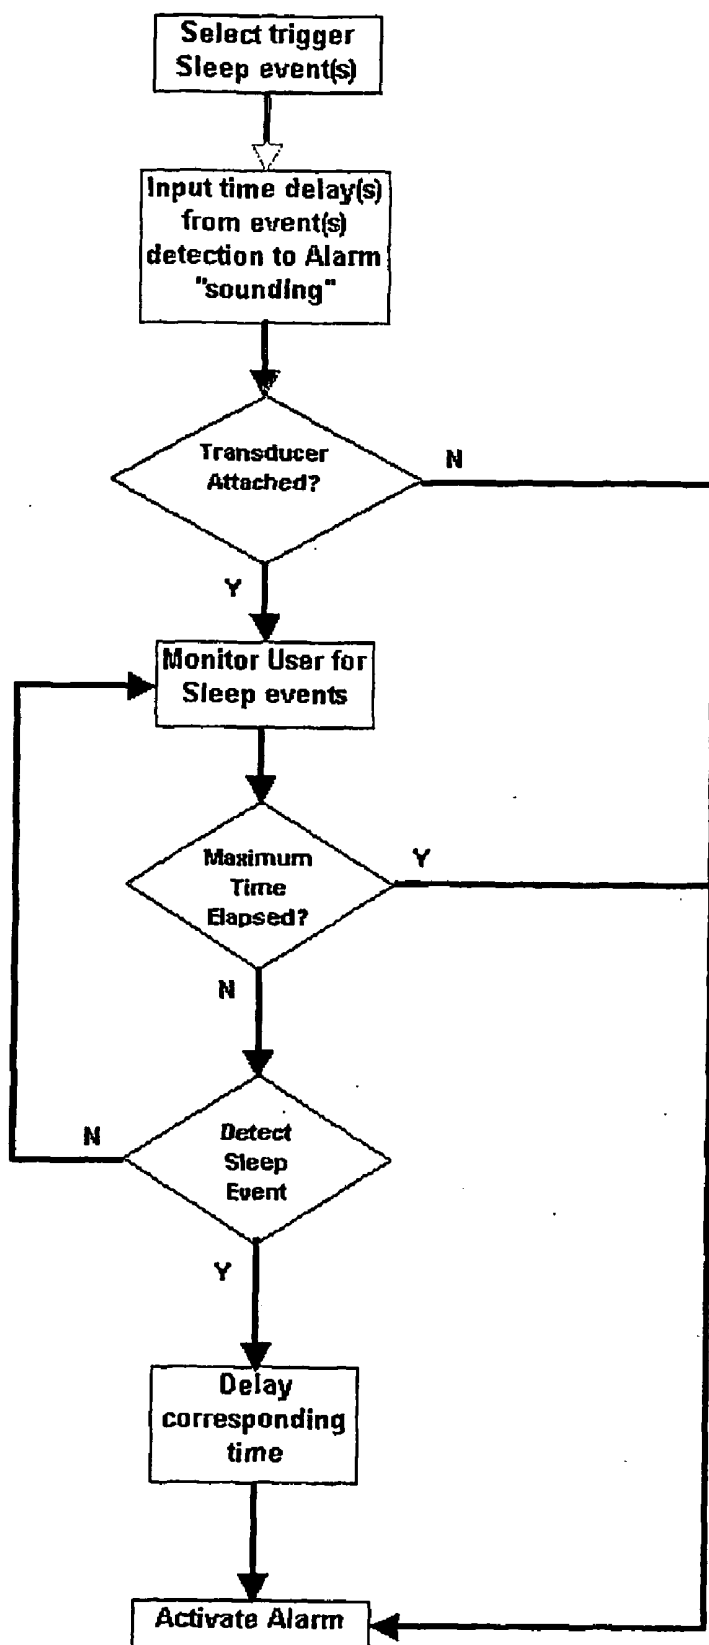 Select trigger
Sleep event(s)
Input time delay(s)
from event(s)
detection to Alarm
"sounding"
Transducer
Attached?
N
Y
Monitor User for
Sleep events
Maximum
Time
Elapsed?
Y
N
Detect
Sleep
Event
N
Y
Delay
corresponding
time
Activate Alarm